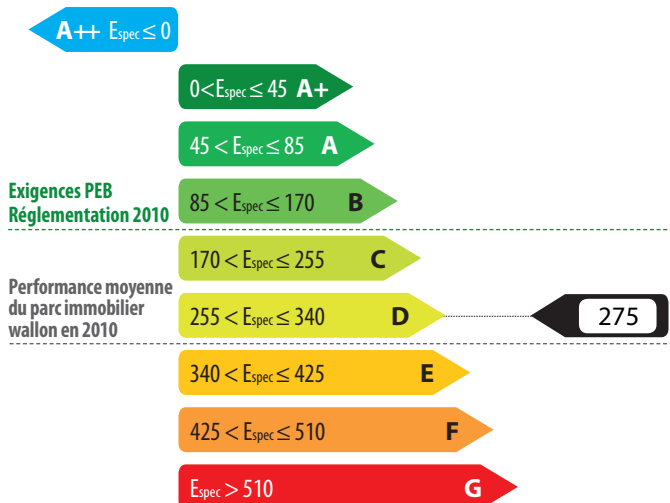 A++ Espec ≤ 0
0<Espec ≤ 45 A+
45 < Espec ≤ 85 A
Exigences PEB
Réglementation 2010
85 < Espec ≤ 170 B
170 < Espec ≤ 255 C
Performance moyenne
du parc immobilier
wallon en 2010
255 < Espec ≤ 340 D
275
340 < Espec ≤ 425 E
425 < Espec ≤ 510 F
Espec > 510 G